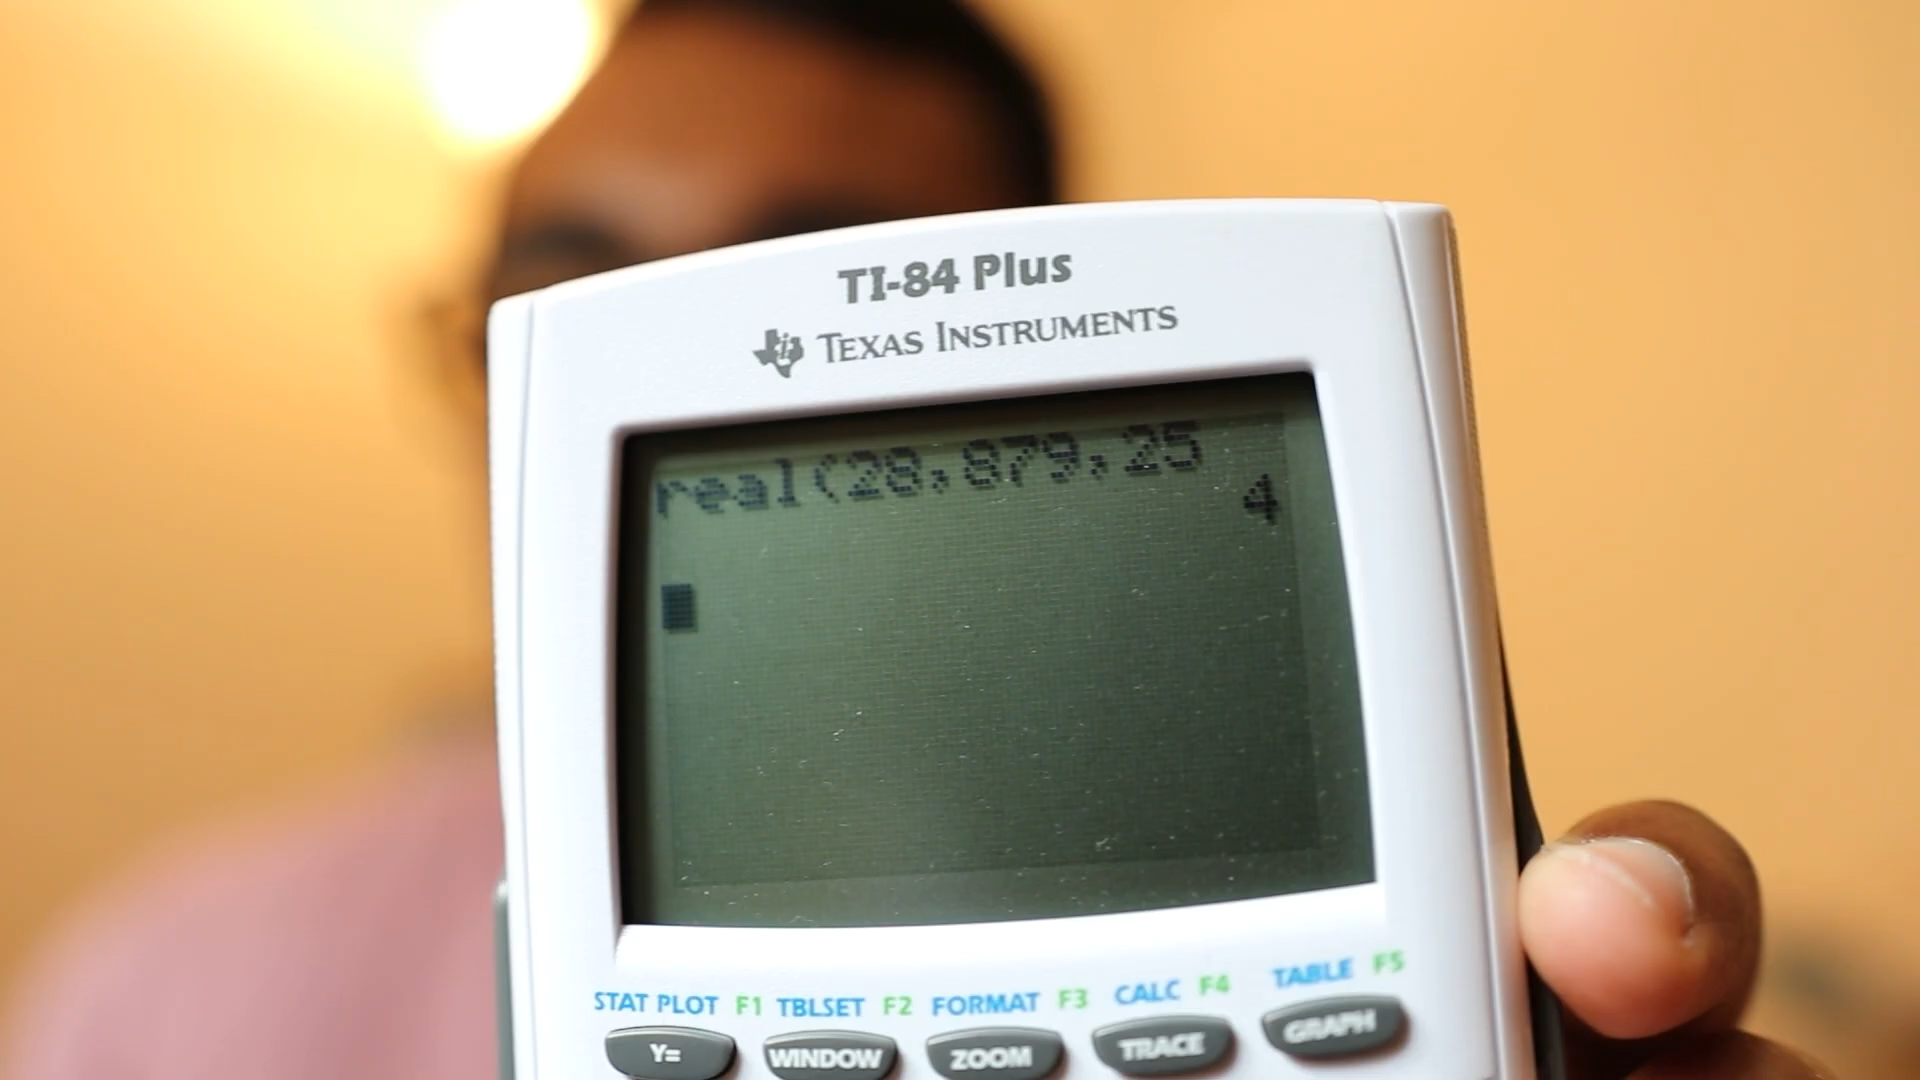 TI-84 Plus
TEXAS INSTRUMENTS
real(28,879,25
4
STAT PLOT F1 TBLSET F2 FORMAT F3 CALC F4 TABLE F5
Y= WINDOW ZOOM TRACE GRAPH